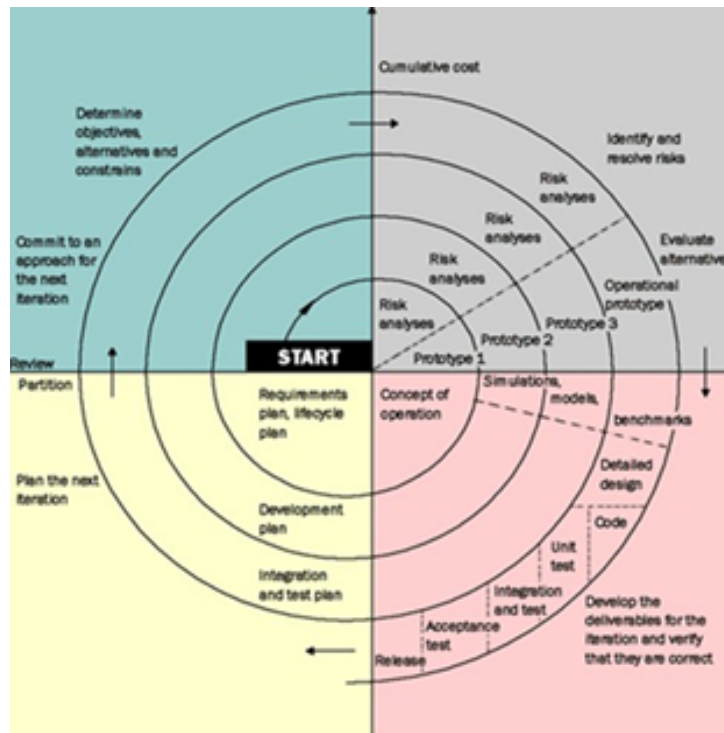 Cumulative cost
Determine
objectives,
alternatives and
constrains
Identify and
resolve risks
Risk
analyses
Risk
analyses
Risk
analyses
Risk
analyses
Commit to an
approach for
the next
iteration
Evaluate
alternative
Operational
prototype
Prototype 3
Prototype 2
Prototype 1
START
Review
Partition
Requirements
plan, lifecycle
plan
Concept of
operation
Simulations,
models,
benchmarks
Plan the next
iteration
Development
plan
Integration
and test plan
Detailed
design
Code
Unit
test
Integration
and test
Acceptance
test
Release
Develop the
deliverables for the
iteration and verify
that they are correct